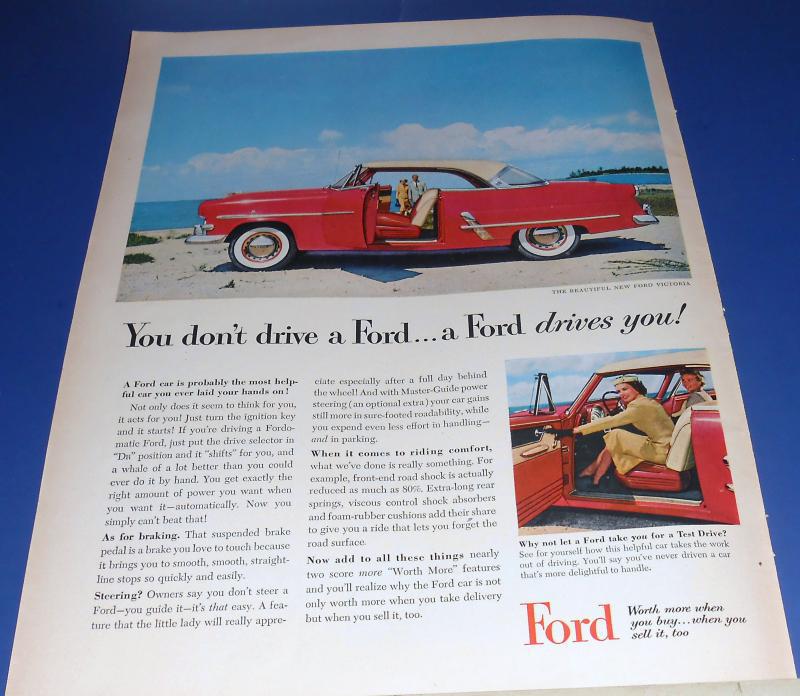 THE BEAUTIFUL NEW FORD VICTORIA
You don't drive a Ford...a Ford drives you!
A Ford car is probably the most help-
ful car you ever laid your hands on!
Not only does it seem to think for you,
it acts for you! Just turn the ignition key
and it starts! If you're driving a Fordo-
matic Ford, just put the drive selector in
"Dr" position and it "shifts" for you, and
a whale of a lot better than you could
ever do it by hand. You get exactly the
right amount of power you want when
you want it—automatically. Now you
simply can't beat that!
As for braking. That suspended brake
pedal is a brake you love to touch because
it brings you to smooth, smooth, straight-
line stops so quickly and easily.
Steering? Owners say you don't steer a
Ford—you guide it—it's that easy. A fea-
ture that the little lady will really appre-
ciate especially after a full day behind
the wheel! And with Master-Guide power
steering (an optional extra) your car gains
still more in sure-footed roadability, while
you expend even less effort in handling—
and in parking.
When it comes to riding comfort,
what we've done is really something. For
example, front-end road shock is actually
reduced as much as 80%. Extra-long rear
springs, viscous control shock absorbers
and foam-rubber cushions add their share
to give you a ride that lets you forget the
road surface.
Now add to all these things nearly
two score more "Worth More" features
and you'll realize why the Ford car is not
only worth more when you take delivery
but when you sell it, too.
Why not let a Ford take you for a Test Drive?
See for yourself how this helpful car takes the work
out of driving. You'll say you've never driven a car
that's more delightful to handle.
Ford
Worth more when
you buy...when you
sell it, too